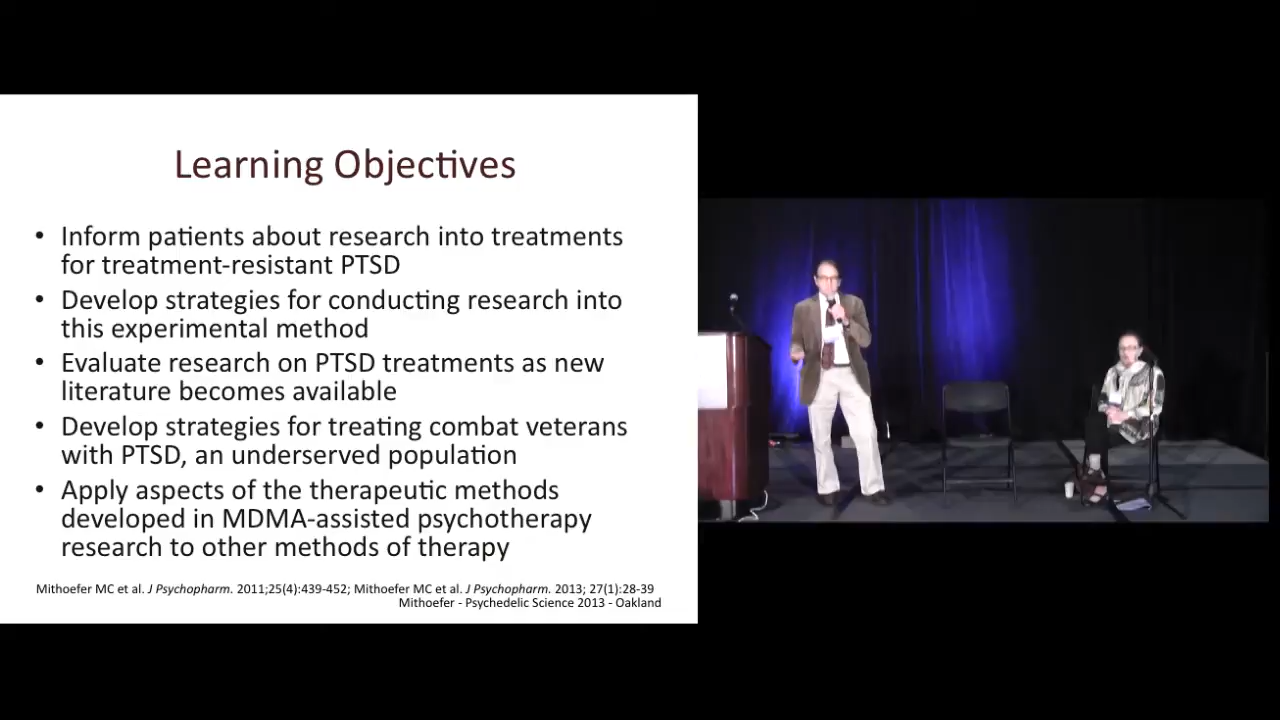 Learning Objectives
• Inform patients about research into treatments
for treatment-resistant PTSD
• Develop strategies for conducting research into
this experimental method
• Evaluate research on PTSD treatments as new
literature becomes available
• Develop strategies for treating combat veterans
with PTSD, an underserved population
• Apply aspects of the therapeutic methods
developed in MDMA-assisted psychotherapy
research to other methods of therapy
Mithoefer MC et al. J Psychopharm. 2011;25(4):439-452; Mithoefer MC et al. J Psychopharm. 2013; 27(1):28-39
Mithoefer - Psychedelic Science 2013 - Oakland